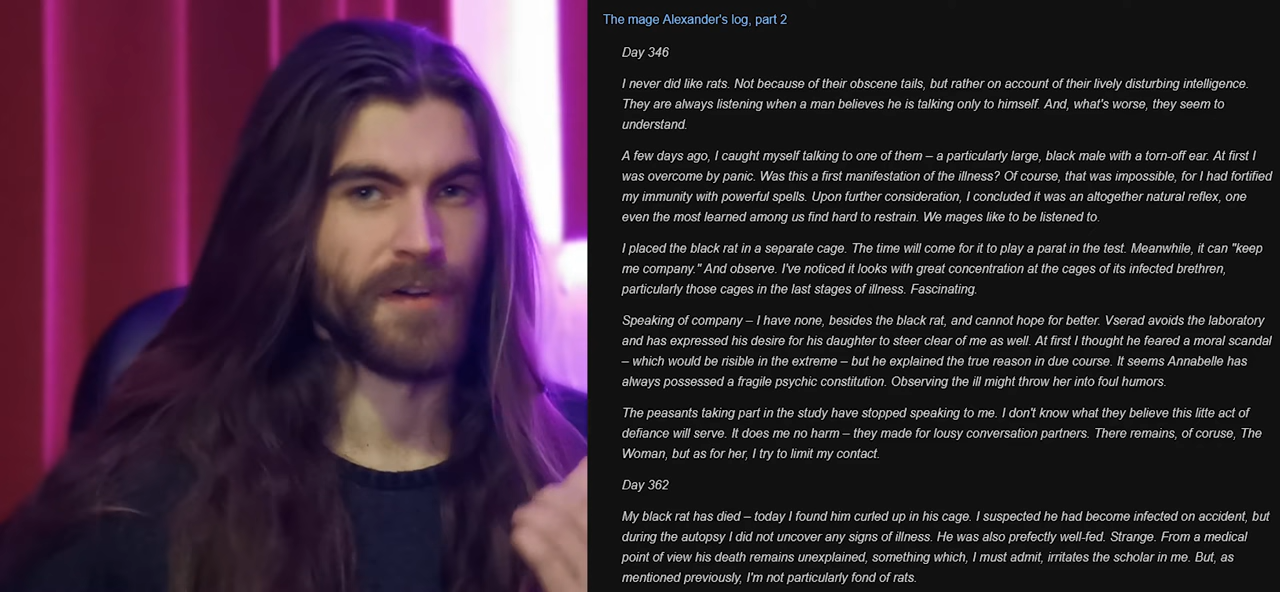 The mage Alexander's log, part 2
Day 346
I never did like rats. Not because of their obscene tails, but rather on account of their lively disturbing intelligence.
They are always listening when a man believes he is talking only to himself. And, what's worse, they seem to
understand.
A few days ago, I caught myself talking to one of them – a particularly large, black male with a torn-off ear. At first I
was overcome by panic. Was this a first manifestation of the illness? Of course, that was impossible, for I had fortified
my immunity with powerful spells. Upon further consideration, I concluded it was an altogether natural reflex, one
even the most learned among us find hard to restrain. We mages like to be listened to.
I placed the black rat in a separate cage. The time will come for it to play a parat in the test. Meanwhile, it can "keep
me company." And observe. I've noticed it looks with great concentration at the cages of its infected brethren,
particularly those cages in the last stages of illness. Fascinating.
Speaking of company – I have none, besides the black rat, and cannot hope for better. Vserad avoids the laboratory
and has expressed his desire for his daughter to steer clear of me as well. At first I thought he feared a moral scandal
– which would be risible in the extreme – but he explained the true reason in due course. It seems Annabelle has
always possessed a fragile psychic constitution. Observing the ill might throw her into foul humors.
The peasants taking part in the study have stopped speaking to me. I don't know what they believe this litte act of
defiance will serve. It does me no harm – they made for lousy conversation partners. There remains, of coruse, The
Woman, but as for her, I try to limit my contact.
Day 362
My black rat has died – today I found him curled up in his cage. I suspected he had become infected on accident, but
during the autopsy I did not uncover any signs of illness. He was also prefectly well-fed. Strange. From a medical
point of view his death remains unexplained, something which, I must admit, irritates the scholar in me. But, as
mentioned previously, I'm not particularly fond of rats.